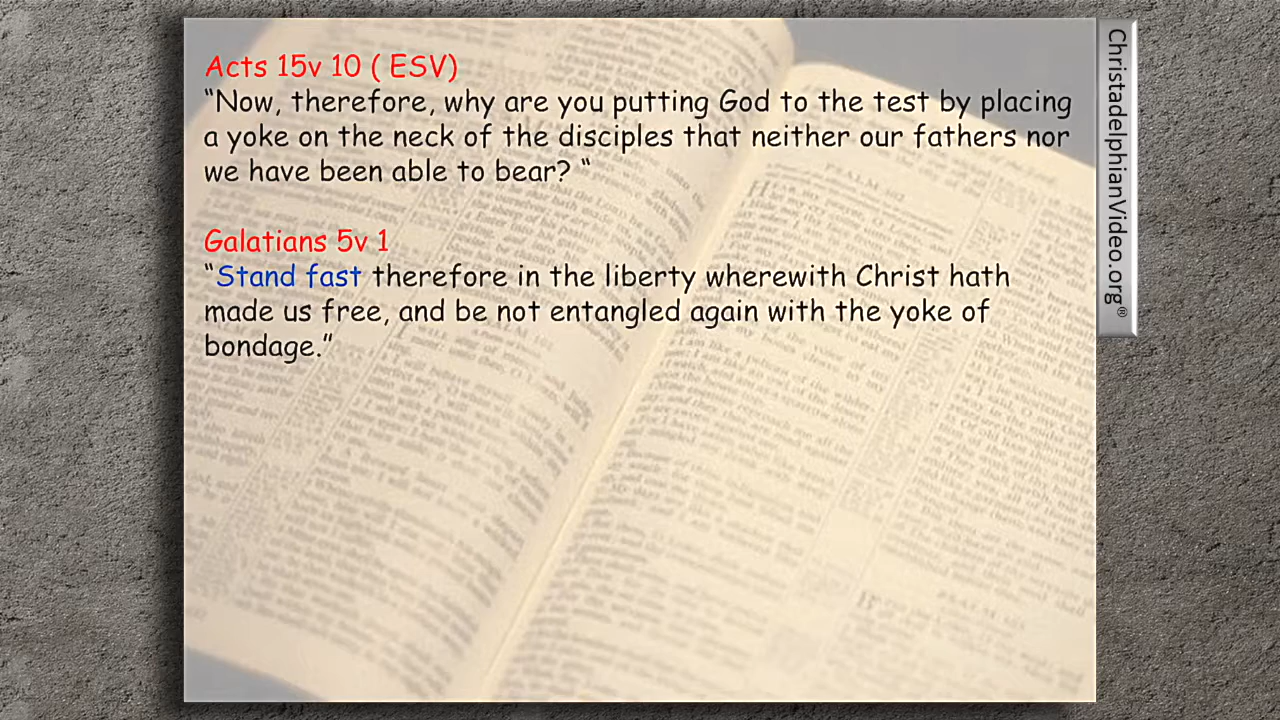 Acts 15v 10 ( ESV)
“Now, therefore, why are you putting God to the test by placing
a yoke on the neck of the disciples that neither our fathers nor
we have been able to bear? “
Galatians 5v 1
“Stand fast therefore in the liberty wherewith Christ hath
made us free, and be not entangled again with the yoke of
bondage.”
ChristadelphianVideo.org®